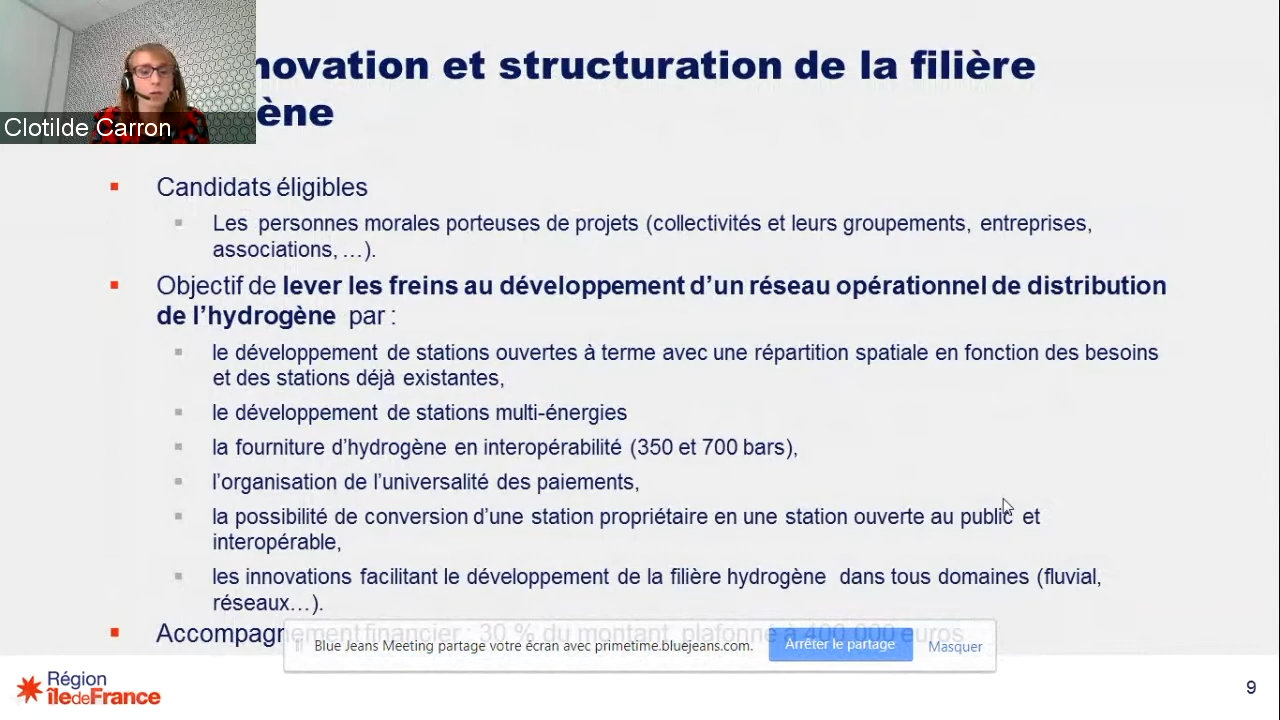 novation et structuration de la filière
ène
Clotilde Carron
Candidats éligibles
Les personnes morales porteuses de projets (collectivités et leurs groupements, entreprises,
associations, …).
Objectif de lever les freins au développement d’un réseau opérationnel de distribution
de l’hydrogène par :
le développement de stations ouvertes à terme avec une répartition spatiale en fonction des besoins
et des stations déjà existantes,
le développement de stations multi-énergies
la fourniture d’hydrogène en interopérabilité (350 et 700 bars),
l’organisation de l’universalité des paiements,
la possibilité de conversion d’une station propriétaire en une station ouverte au public et
interopérable,
les innovations facilitant le développement de la filière hydrogène dans tous domaines (fluvial,
réseaux…).
Accompagnement financier : 30 % du montant, plafonné à 400 000 euros
Blue Jeans Meeting partage votre écran avec primetime.bluejeans.com.
Arrêter le partage
Masquer
Région
îledeFrance
9